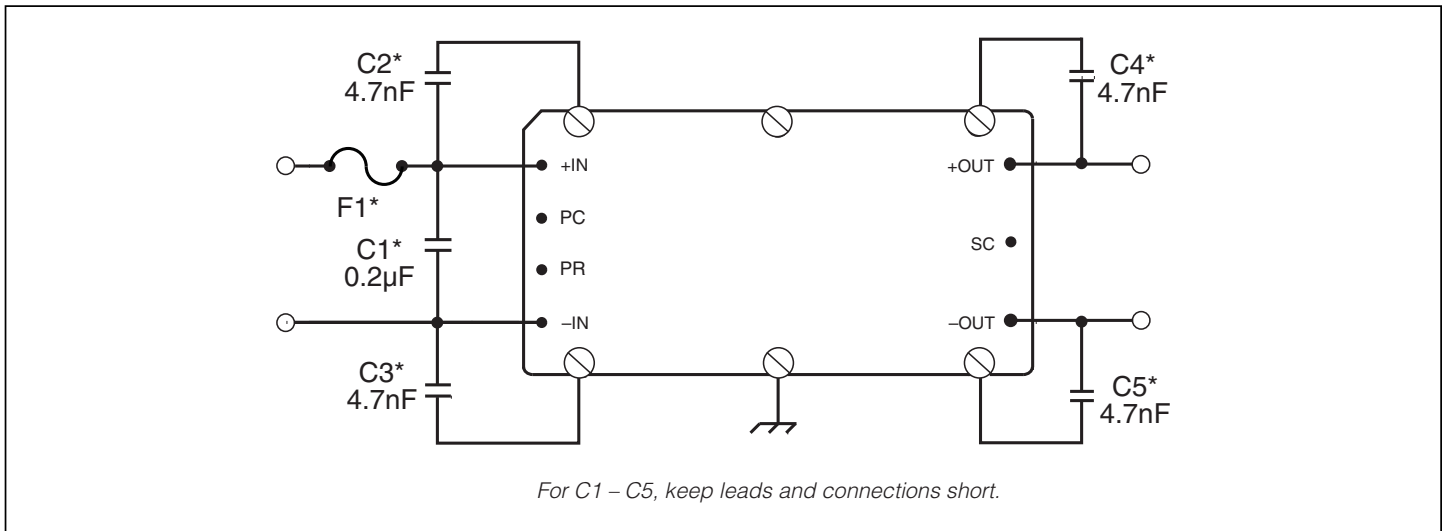 C2*
4.7nF
C4*
4.7nF
+IN
+OUT
F1*
PC
C1*
0.2µF
SC
PR
–IN
–OUT
C3*
4.7nF
C5*
4.7nF
For C1 – C5, keep leads and connections short.